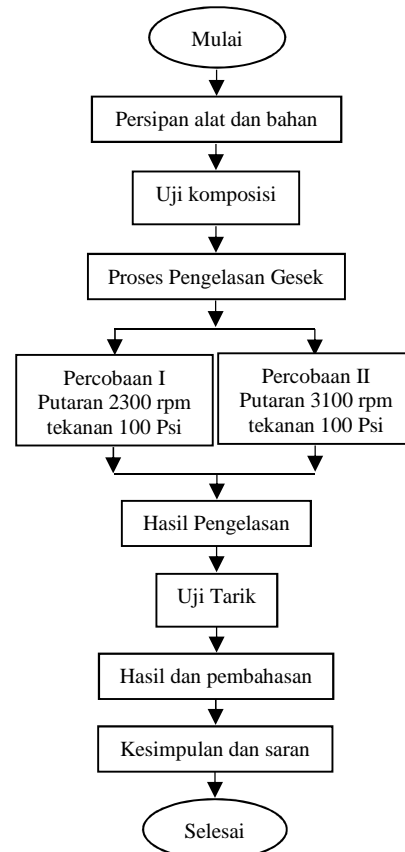 Mulai
Persipan alat dan bahan
Uji komposisi
Proses Pengelasan Gesek
Percobaan I
Putaran 2300 rpm
tekanan 100 Psi
Percobaan II
Putaran 3100 rpm
tekanan 100 Psi
Hasil Pengelasan
Uji Tarik
Hasil dan pembahasan
Kesimpulan dan saran
Selesai